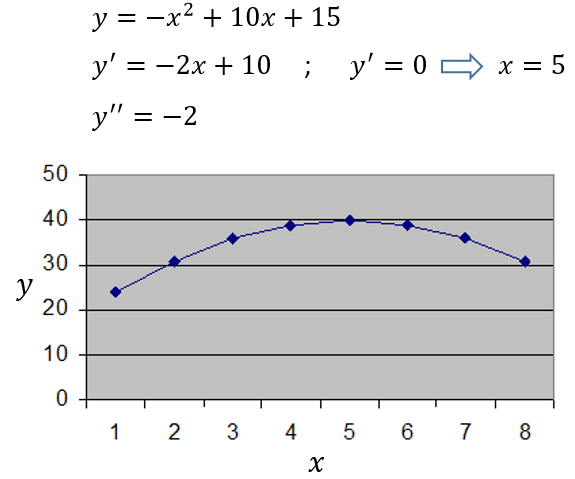 y = −x² + 10x + 15
y′ = −2x + 10 ; y′ = 0 ⇨ x = 5
y′′ = −2
50
40
30
20
10
0
y
1 2 3 4 5 6 7 8
x